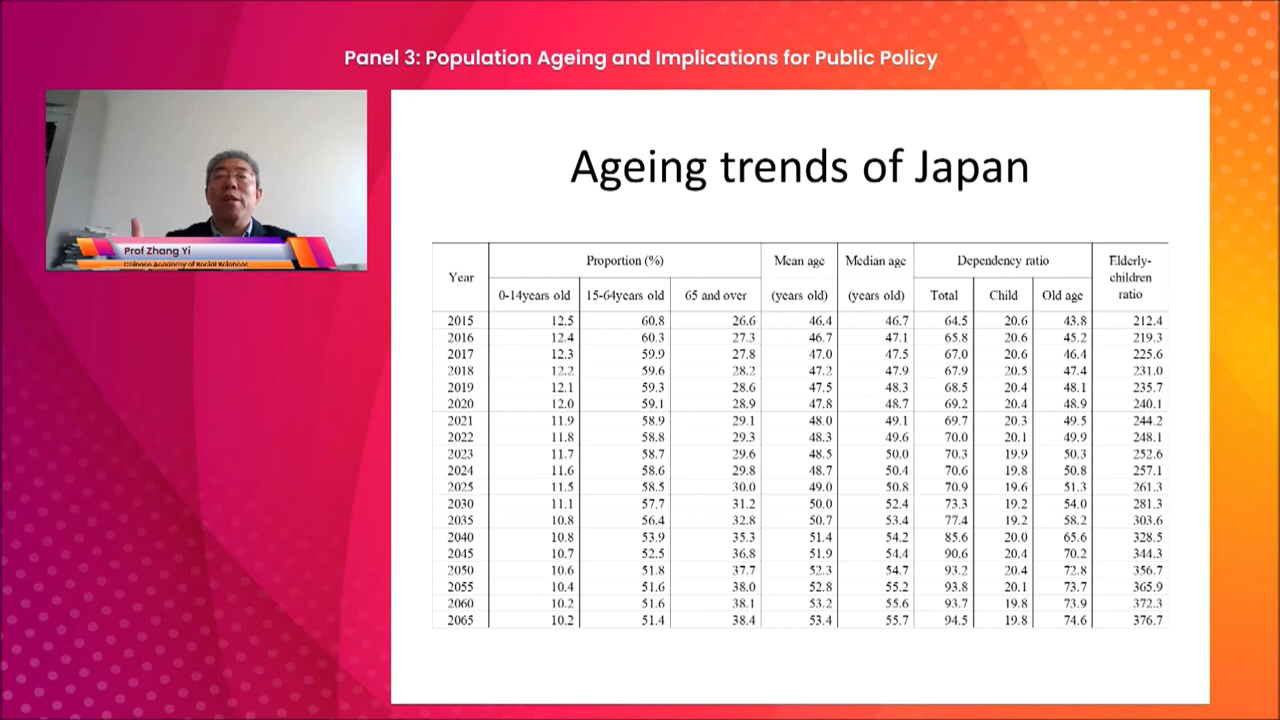 Panel 3: Population Ageing and Implications for Public Policy
Prof Zhang Yi
Chinese Academy of Social Sciences
Ageing trends of Japan
Year Proportion (%) Mean age Median age Dependency ratio Elderly-children ratio
0-14years old 15-64years old 65 and over (years old) (years old) Total Child Old age
2015 12.5 60.8 26.6 46.4 46.7 64.5 20.6 43.8 212.4
2016 12.4 60.3 27.3 46.7 47.1 65.8 20.6 45.2 219.3
2017 12.3 59.9 27.8 47.0 47.5 67.0 20.6 46.4 225.6
2018 12.2 59.6 28.2 47.2 47.9 67.9 20.5 47.4 231.0
2019 12.1 59.3 28.6 47.5 48.3 68.5 20.4 48.1 235.7
2020 12.0 59.1 28.9 47.8 48.7 69.2 20.4 48.9 240.1
2021 11.9 58.9 29.1 48.0 49.1 69.7 20.3 49.5 244.2
2022 11.8 58.8 29.3 48.3 49.6 70.0 20.1 49.9 248.1
2023 11.7 58.7 29.6 48.5 50.0 70.3 19.9 50.3 252.6
2024 11.6 58.6 29.8 48.7 50.4 70.6 19.8 50.8 257.1
2025 11.5 58.5 30.0 49.0 50.8 70.9 19.6 51.3 261.3
2030 11.1 57.7 31.2 50.0 52.4 73.3 19.2 54.0 281.3
2035 10.8 56.4 32.8 50.7 53.4 77.4 19.2 58.2 303.6
2040 10.8 53.9 35.3 51.4 54.2 85.6 20.0 65.6 328.5
2045 10.7 52.5 36.8 51.9 54.4 90.6 20.4 70.2 344.3
2050 10.6 51.8 37.7 52.3 54.7 93.2 20.4 72.8 356.7
2055 10.4 51.6 38.0 52.8 55.2 93.8 20.1 73.7 365.9
2060 10.2 51.6 38.1 53.2 55.6 93.7 19.8 73.9 372.3
2065 10.2 51.4 38.4 53.4 55.7 94.5 19.8 74.6 376.7